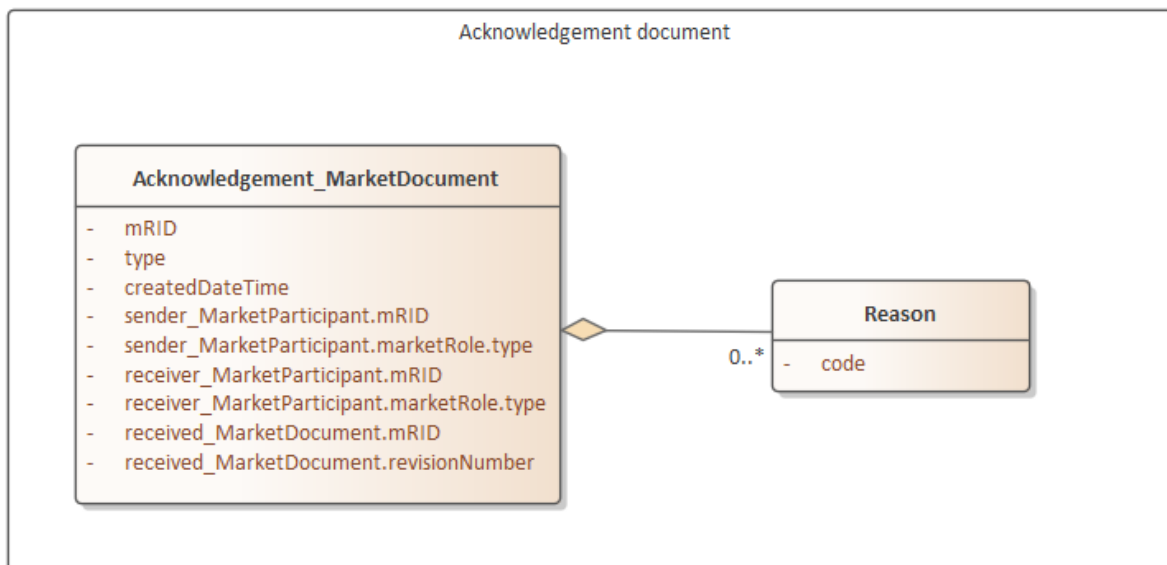 Acknowledgement document
Acknowledgement_MarketDocument
- mRID
- type
- createdDateTime
- sender_MarketParticipant.mRID
- sender_MarketParticipant.marketRole.type
- receiver_MarketParticipant.mRID
- receiver_MarketParticipant.marketRole.type
- received_MarketDocument.mRID
- received_MarketDocument.revisionNumber
0..*
Reason
- code